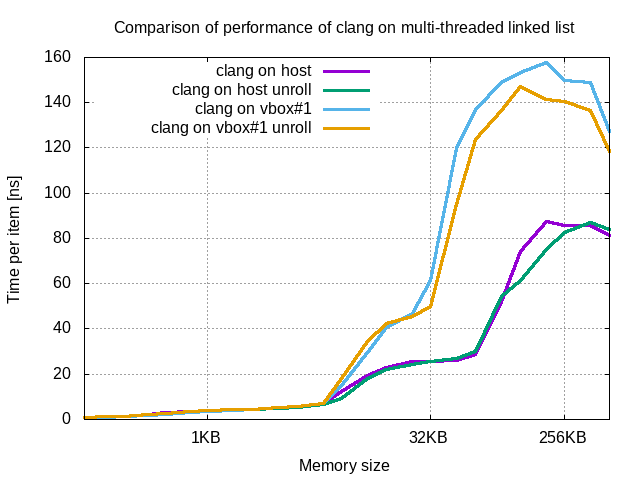 Comparison of performance of clang on multi-threaded linked list
160
140
120
100
80
60
40
20
0
clang on host
clang on host unroll
clang on vbox#1
clang on vbox#1 unroll
Time per item [ns]
1KB
32KB
256KB
Memory size